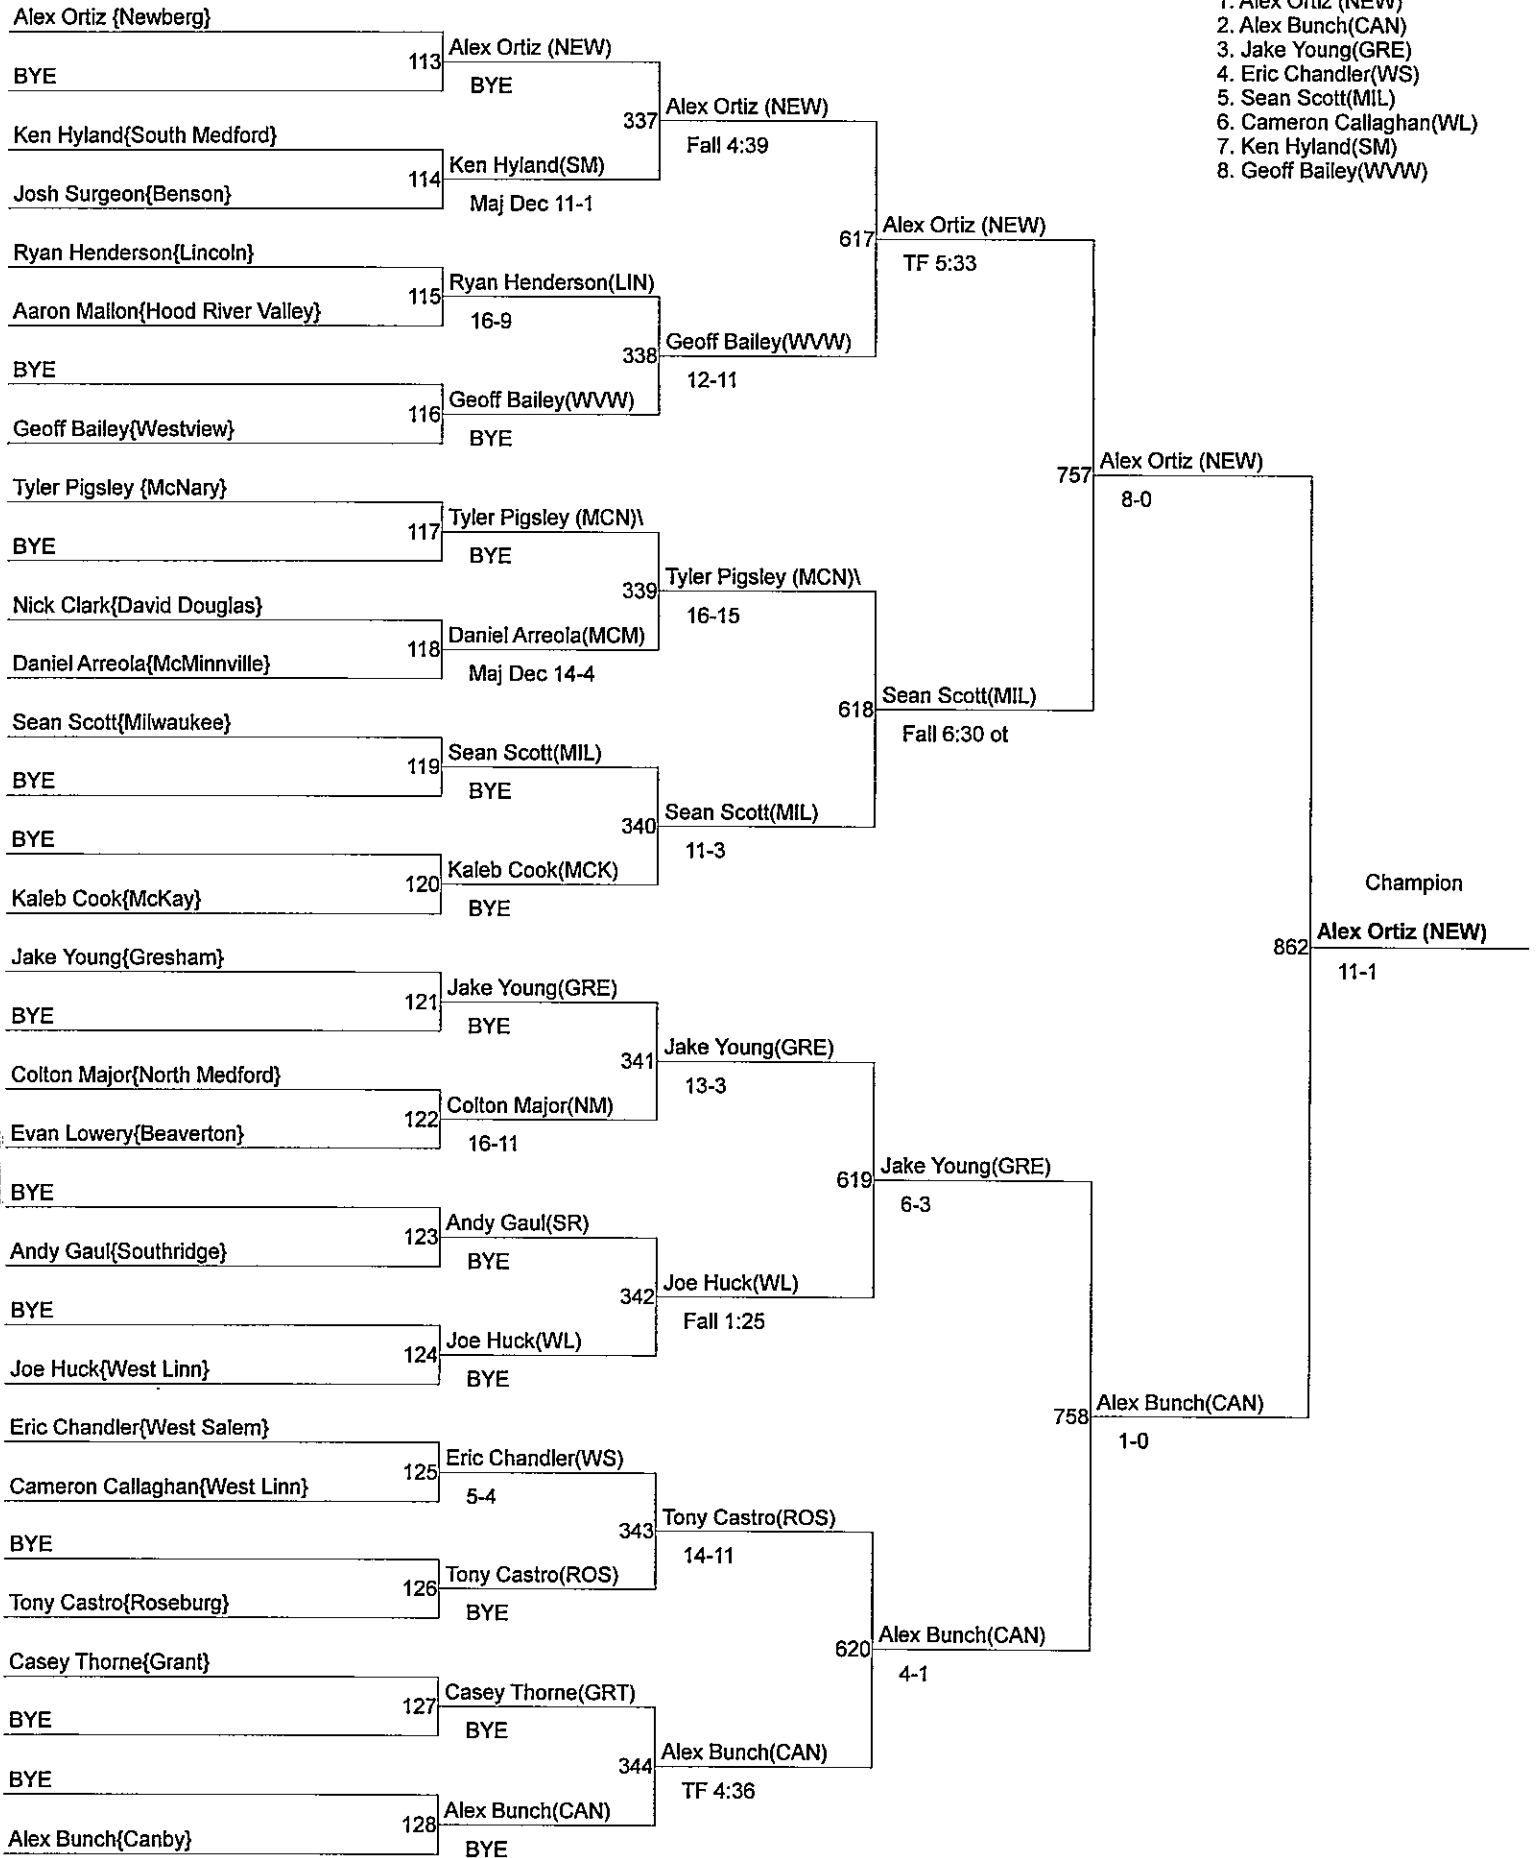 Alex Ortiz {Newberg}
BYE
Ken Hyland{South Medford}
Josh Surgeon{Benson}
Ryan Henderson{Lincoln}
Aaron Mallon{Hood River Valley}
BYE
Geoff Bailey{Westview}
Tyler Pigsley {McNary}
BYE
Nick Clark{David Douglas}
Daniel Arreola{McMinnville}
Sean Scott{Milwaukee}
BYE
BYE
Kaleb Cook{McKay}
Jake Young{Gresham}
BYE
Colton Major{North Medford}
Evan Lowery{Beaverton}
BYE
Andy Gaul{Southridge}
BYE
Joe Huck{West Linn}
Eric Chandler{West Salem}
Cameron Callaghan{West Linn}
BYE
Tony Castro{Roseburg}
Casey Thorne{Grant}
BYE
BYE
Alex Bunch{Canby}
113 Alex Ortiz (NEW)
BYE
114 Ken Hyland(SM)
Maj Dec 11-1
115 Ryan Henderson(LIN)
16-9
116 Geoff Bailey(WVW)
BYE
117 Tyler Pigsley (MCN)\
BYE
118 Daniel Arreola(MCM)
Maj Dec 14-4
119 Sean Scott(MIL)
BYE
120 Kaleb Cook(MCK)
BYE
121 Jake Young(GRE)
BYE
122 Colton Major(NM)
16-11
123 Andy Gaul(SR)
BYE
124 Joe Huck(WL)
BYE
125 Eric Chandler(WS)
5-4
126 Tony Castro(ROS)
BYE
127 Casey Thorne(GRT)
BYE
128 Alex Bunch(CAN)
BYE
337 Alex Ortiz (NEW)
Fall 4:39
338 Geoff Bailey(WVW)
12-11
339 Tyler Pigsley (MCN)\
16-15
340 Sean Scott(MIL)
11-3
341 Jake Young(GRE)
13-3
342 Joe Huck(WL)
Fall 1:25
343 Tony Castro(ROS)
14-11
344 Alex Bunch(CAN)
TF 4:36
617 Alex Ortiz (NEW)
TF 5:33
618 Sean Scott(MIL)
Fall 6:30 ot
619 Jake Young(GRE)
6-3
620 Alex Bunch(CAN)
4-1
757 Alex Ortiz (NEW)
8-0
758 Alex Bunch(CAN)
1-0
Champion
862 Alex Ortiz (NEW)
11-1
1. Alex Ortiz (NEW)
2. Alex Bunch(CAN)
3. Jake Young(GRE)
4. Eric Chandler(WS)
5. Sean Scott(MIL)
6. Cameron Callaghan(WL)
7. Ken Hyland(SM)
8. Geoff Bailey(WVW)